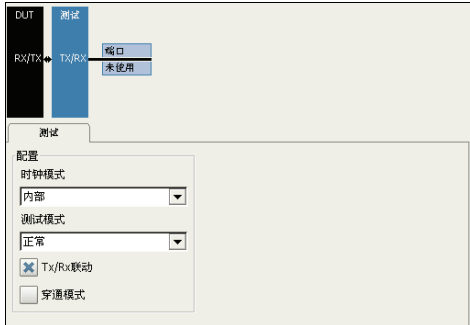 DUT 测试
RX/TX TX/RX 端口
未使用
测试
配置
时钟模式
内部
测试模式
正常
Tx/Rx联动
穿通模式